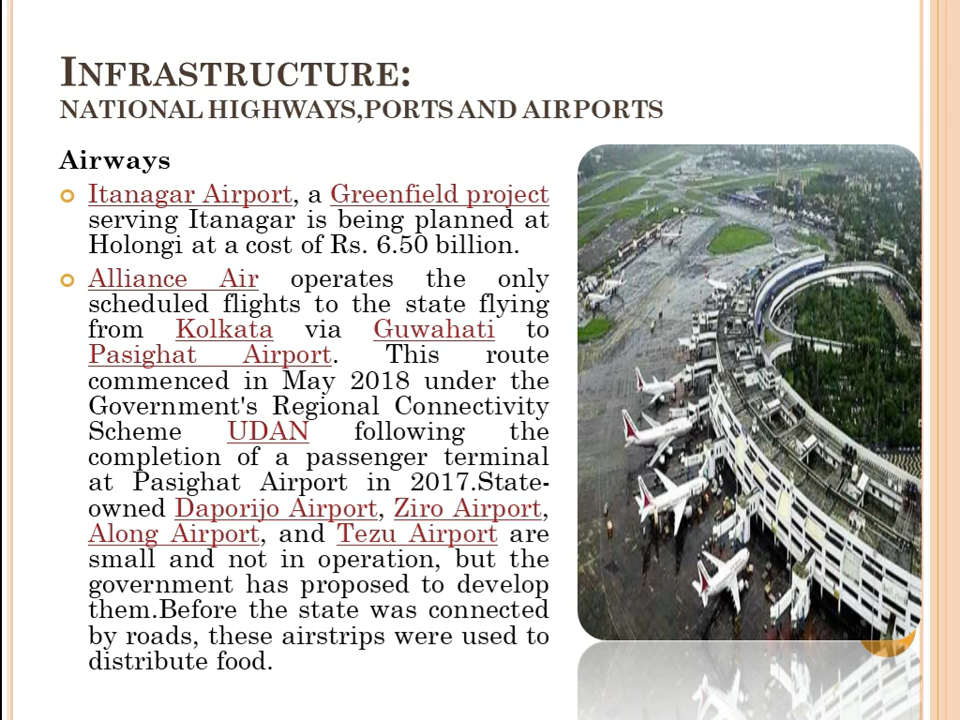 INFRASTRUCTURE:
NATIONAL HIGHWAYS,PORTS AND AIRPORTS
Airways
Itanagar Airport, a Greenfield project
serving Itanagar is being planned at
Holongi at a cost of Rs. 6.50 billion.
Alliance Air operates the only
scheduled flights to the state flying
from Kolkata via Guwahati to
Pasighat Airport. This route
commenced in May 2018 under the
Government's Regional Connectivity
Scheme UDAN following the
completion of a passenger terminal
at Pasighat Airport in 2017.State-
owned Daporijo Airport, Ziro Airport,
Along Airport, and Tezu Airport are
small and not in operation, but the
government has proposed to develop
them.Before the state was connected
by roads, these airstrips were used to
distribute food.